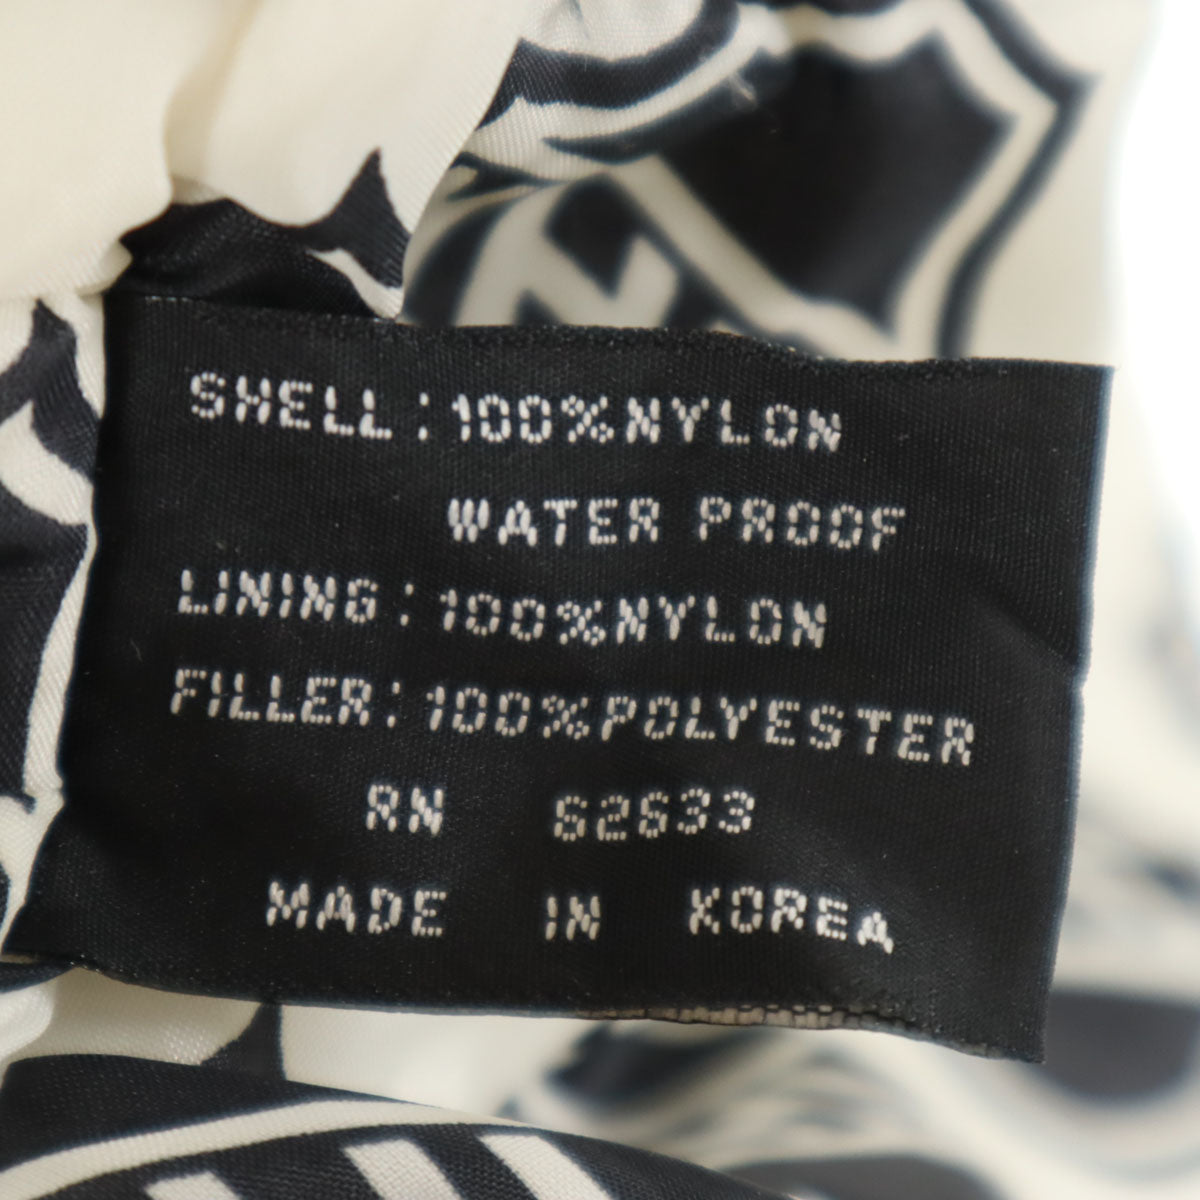 SHELL:100%NYLON
WATER PROOF
LINING:100%NYLON
FILLER:100%POLYESTER
RN 62633
MADE IN KOREA